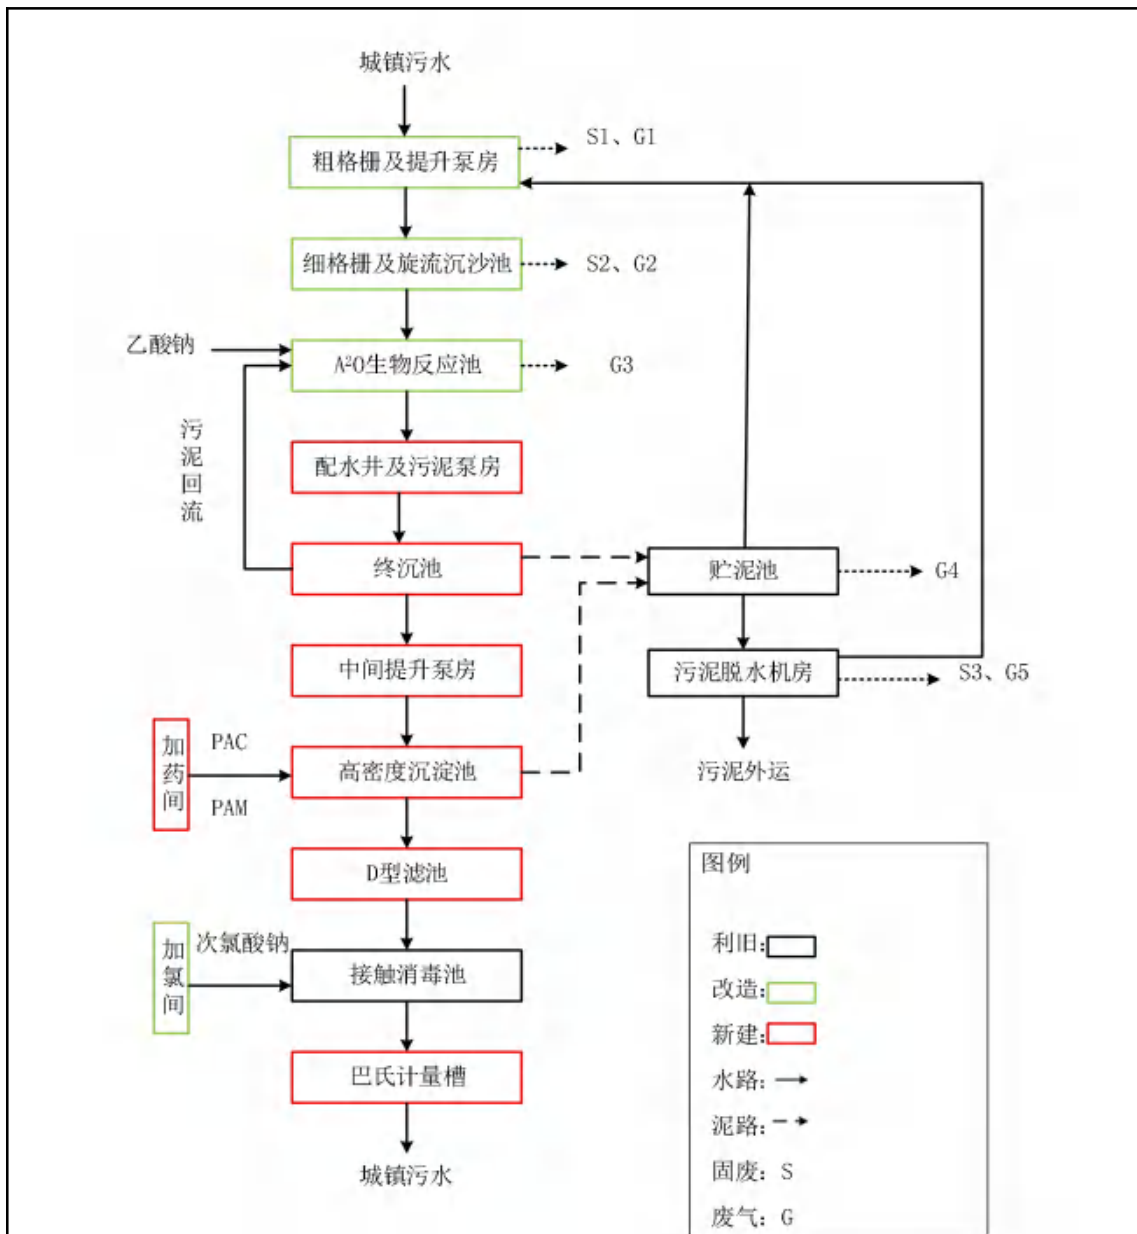 城镇污水
粗格栅及提升泵房
S1、G1
细格栅及旋流沉沙池
S2、G2
乙酸钠
A²O生物反应池
G3
污泥回流
配水井及污泥泵房
终沉池
贮泥池
G4
中间提升泵房
污泥脱水机房
S3、G5
加药间
PAC
PAM
高密度沉淀池
污泥外运
D型滤池
加氯间
次氯酸钠
接触消毒池
巴氏计量槽
城镇污水
图例
利旧:
改造:
新建:
水路:
泥路:
固废: S
废气: G